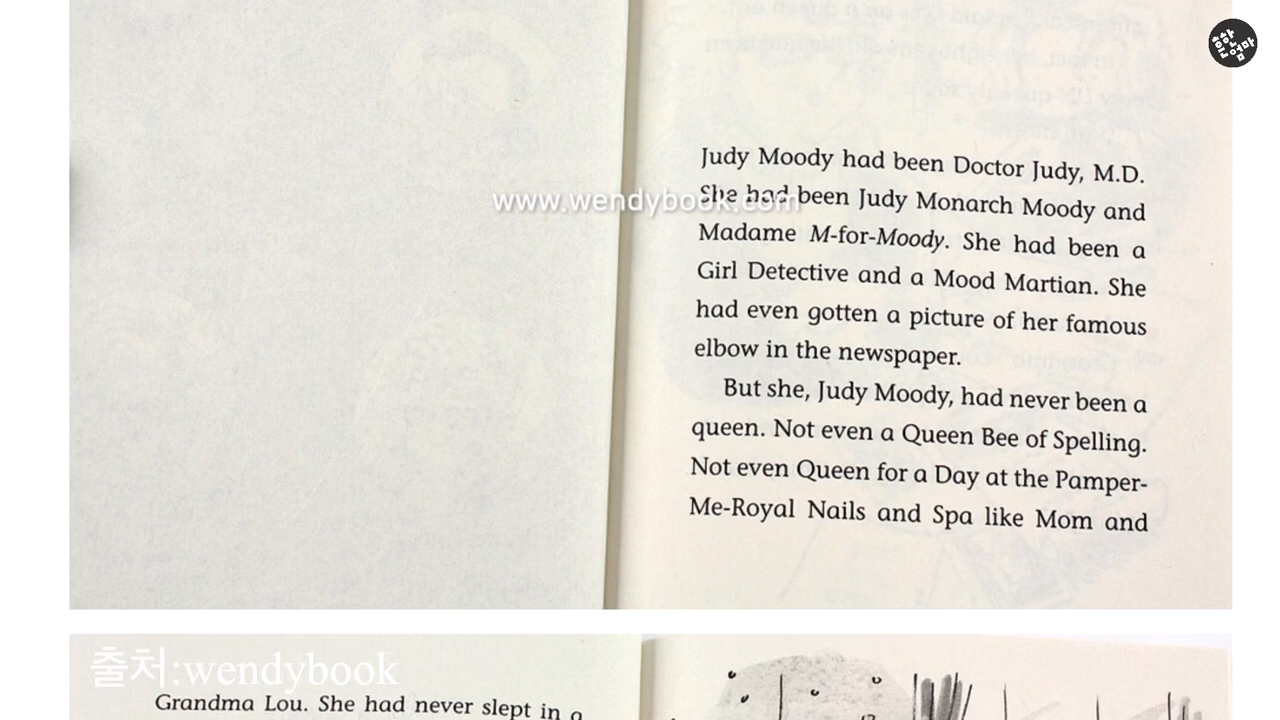 흔한엄마
Judy Moody had been Doctor Judy, M.D.
She had been Judy Monarch Moody and
Madame M-for-Moody. She had been a
Girl Detective and a Mood Martian. She
had even gotten a picture of her famous
elbow in the newspaper.
But she, Judy Moody, had never been a
queen. Not even a Queen Bee of Spelling.
Not even Queen for a Day at the Pamper-
Me-Royal Nails and Spa like Mom and
www.wendybook.com
출처:wendybook
Grandma Lou. She had never slept in a